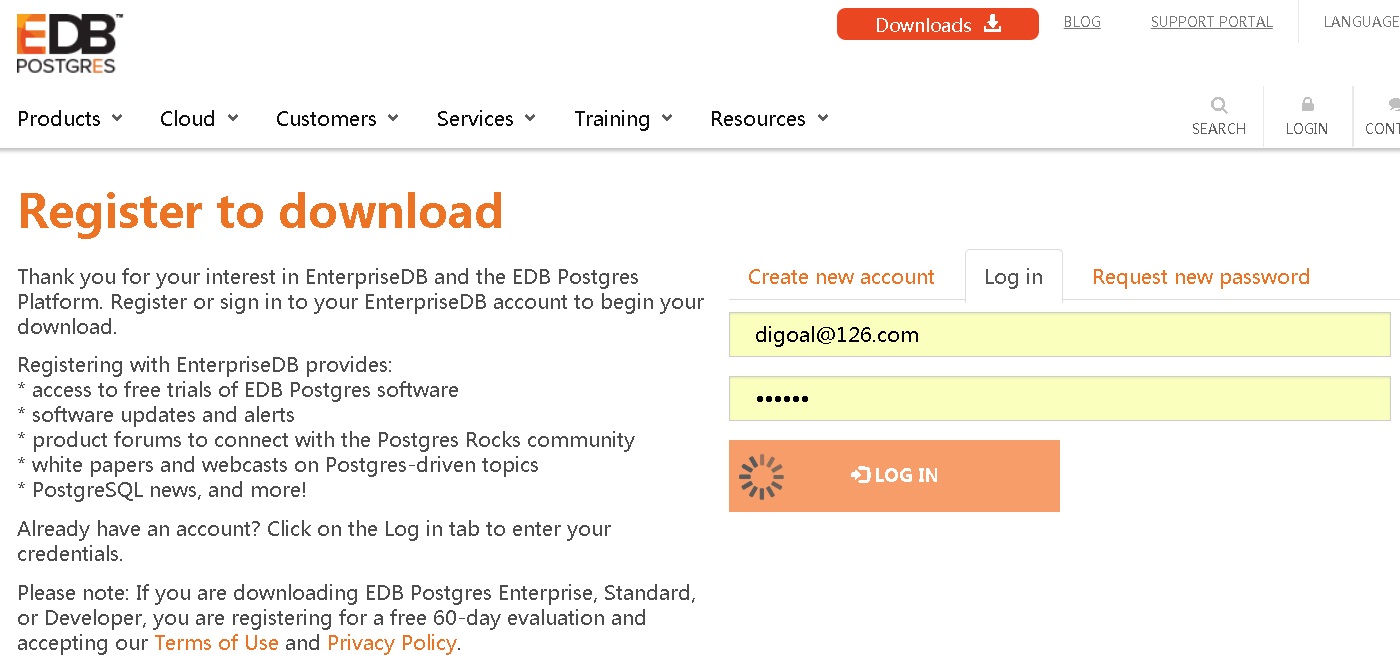 EDB™
POSTGRES
Downloads
BLOG
SUPPORT PORTAL
LANGUAGE
Products
Cloud
Customers
Services
Training
Resources
SEARCH
LOGIN
CONT
Register to download
Thank you for your interest in EnterpriseDB and the EDB Postgres
Platform. Register or sign in to your EnterpriseDB account to begin your
download.
Registering with EnterpriseDB provides:
* access to free trials of EDB Postgres software
* software updates and alerts
* product forums to connect with the Postgres Rocks community
* white papers and webcasts on Postgres-driven topics
* PostgreSQL news, and more!
Already have an account? Click on the Log in tab to enter your
credentials.
Please note: If you are downloading EDB Postgres Enterprise, Standard,
or Developer, you are registering for a free 60-day evaluation and
accepting our Terms of Use and Privacy Policy.
Create new account
Log in
Request new password
digoal@126.com
••••••
LOG IN